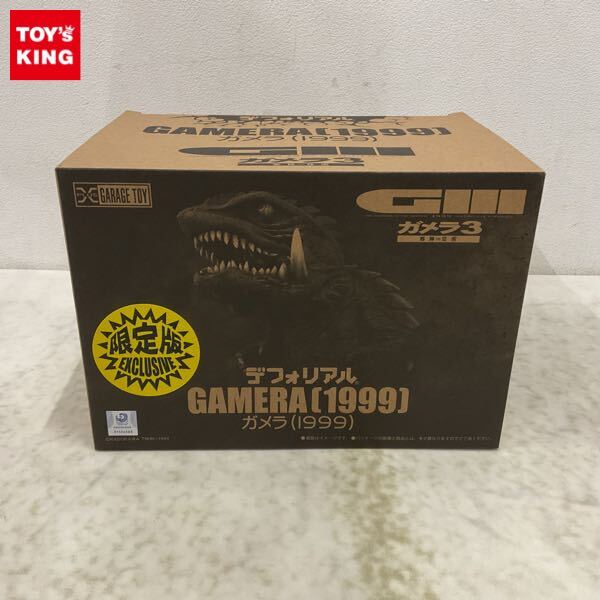 TOY's
KING
デフォリアル
GAMERA(1999)
ガメラ(1999)
GARAGE TOY
GIII
ガメラ3
限定版
EXCLUSIVE
デフォリアル
GAMERA(1999)
ガメラ(1999)